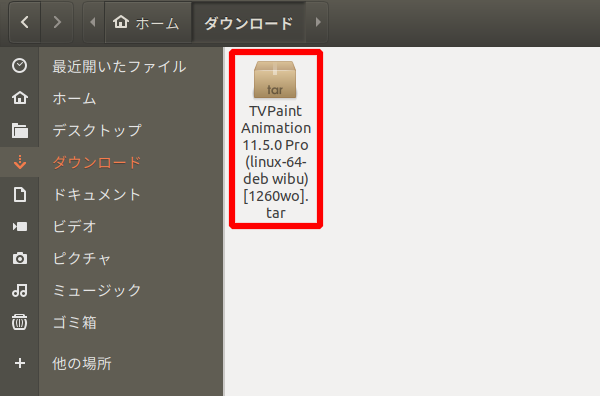 ホーム
ダウンロード
最近開いたファイル
ホーム
デスクトップ
ダウンロード
ドキュメント
ビデオ
ピクチャ
ミュージック
ゴミ箱
他の場所
tar
TVPaint
Animation
11.5.0 Pro
(linux-64-
deb wibu)
[1260wo].
tar